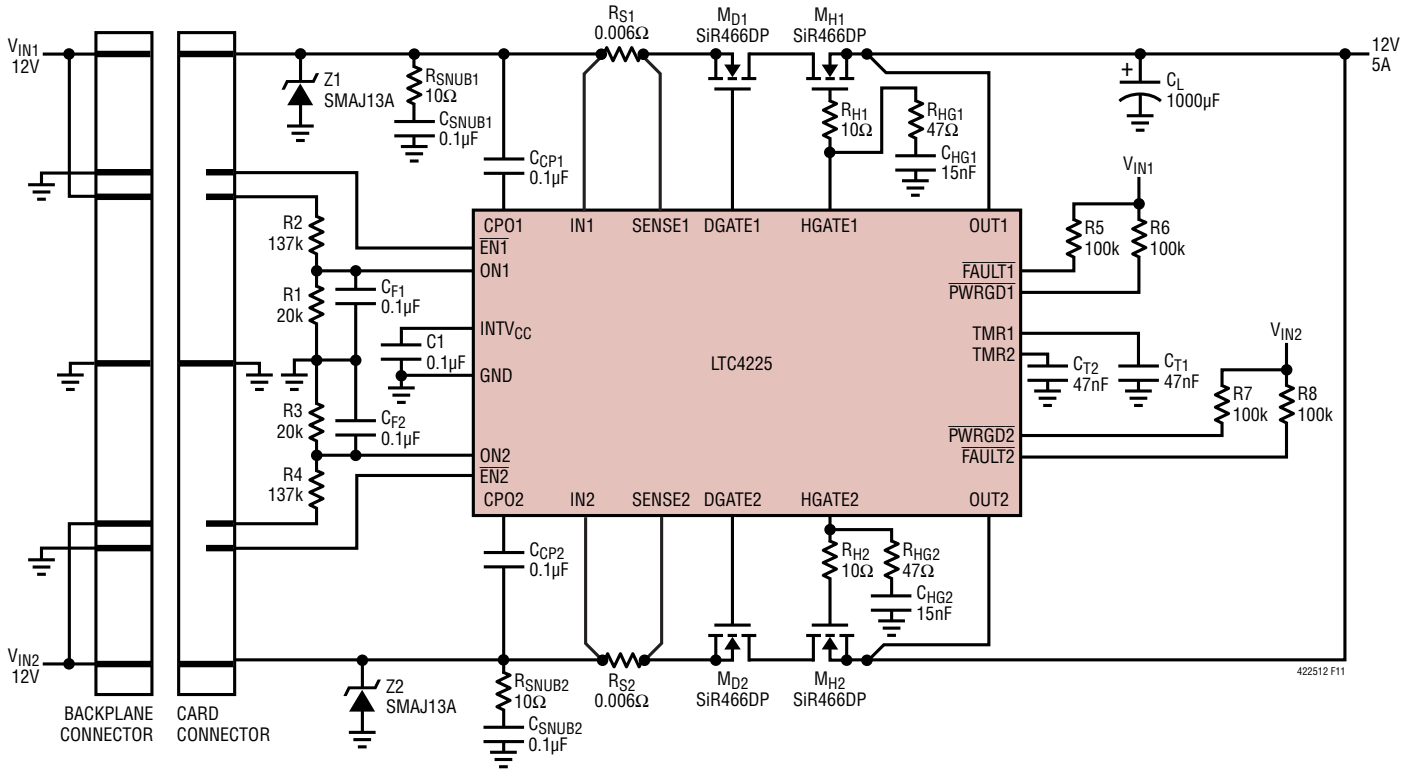 VIN1
12V
Z1
SMAJ13A
RSNUB1
10Ω
CSNUB1
0.1µF
CCP1
0.1µF
RS1
0.006Ω
MD1
SiR466DP
MH1
SiR466DP
RH1
10Ω
RHG1
47Ω
CHG1
15nF
+
CL
1000µF
12V
5A
R2
137k
R1
20k
CF1
0.1µF
R3
20k
CF2
0.1µF
R4
137k
C1
0.1µF
CPO1
IN1
SENSE1
DGATE1
HGATE1
OUT1
EN1
ON1
INTVCC
GND
ON2
EN2
CPO2
IN2
SENSE2
DGATE2
HGATE2
OUT2
LTC4225
FAULT1
PWRGD1
TMR1
TMR2
PWRGD2
FAULT2
VIN1
R5
100k
R6
100k
CT2
47nF
CT1
47nF
VIN2
R7
100k
R8
100k
CCP2
0.1µF
RH2
10Ω
RHG2
47Ω
CHG2
15nF
VIN2
12V
Z2
SMAJ13A
RSNUB2
10Ω
CSNUB2
0.1µF
RS2
0.006Ω
MD2
SiR466DP
MH2
SiR466DP
BACKPLANE
CONNECTOR
CARD
CONNECTOR
422512 F11